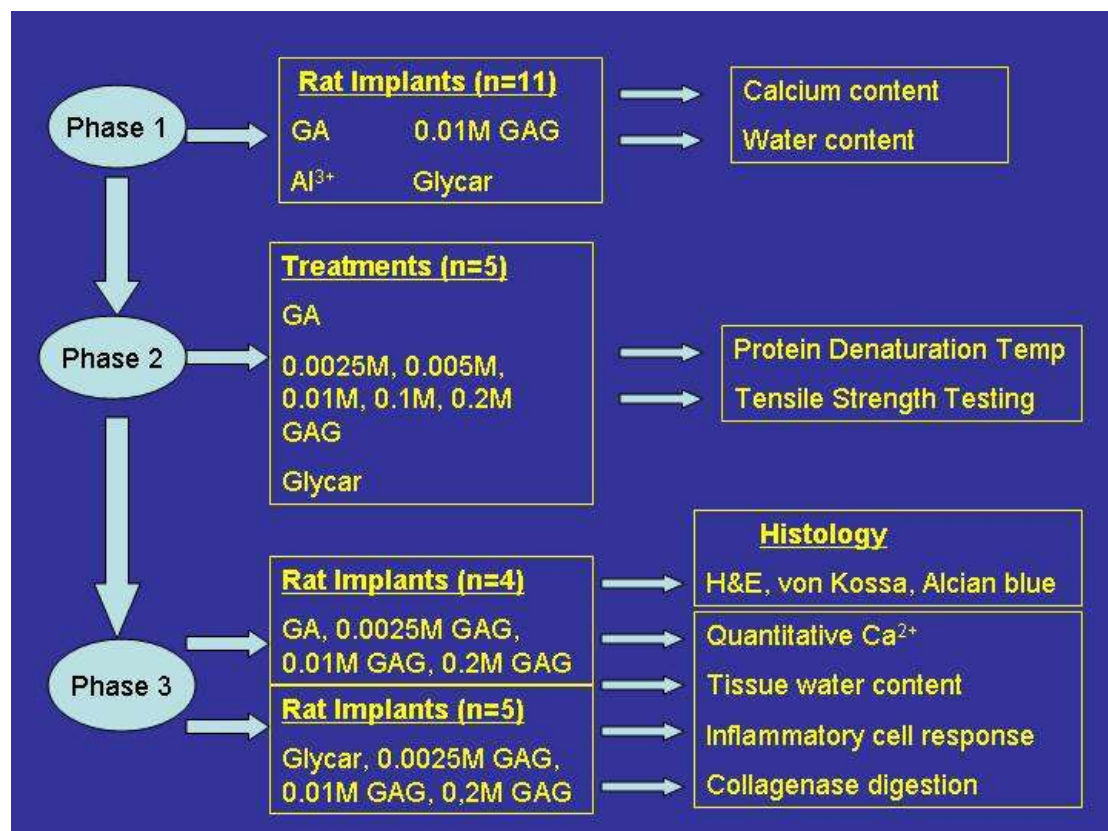 Phase 1
Rat Implants (n=11)
GA 0.01M GAG
Al³⁺ Glycar
Calcium content
Water content
Phase 2
Treatments (n=5)
GA
0.0025M, 0.005M,
0.01M, 0.1M, 0.2M
GAG
Glycar
Protein Denaturation Temp
Tensile Strength Testing
Phase 3
Rat Implants (n=4)
GA, 0.0025M GAG,
0.01M GAG, 0.2M GAG
Rat Implants (n=5)
Glycar, 0.0025M GAG,
0.01M GAG, 0,2M GAG
Histology
H&E, von Kossa, Alcian blue
Quantitative Ca²⁺
Tissue water content
Inflammatory cell response
Collagenase digestion